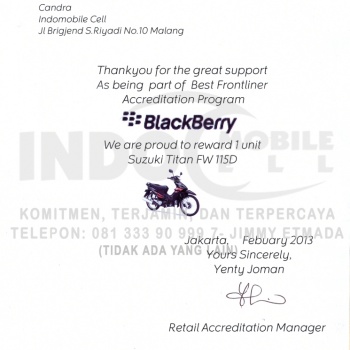 Candra
Indomobile Cell
Jl Brigjend S.Riyadi No.10 Malang
Thankyou for the great support
As being part of Best Frontliner
Accreditation Program
BlackBerry
We are proud to reward 1 unit
Suzuki Titan FW 115D
INDOMOBILE
CELL
KOMITMEN, TERJAMIN, DAN TERPERCAYA
TELEPON: 081 333 90 999 7- JIMMY ETMADA
(TIDAK ADA YANG LAIN)
Jakarta, Febuary 2013
Yours Sincerely,
Yenty Joman
Retail Accreditation Manager